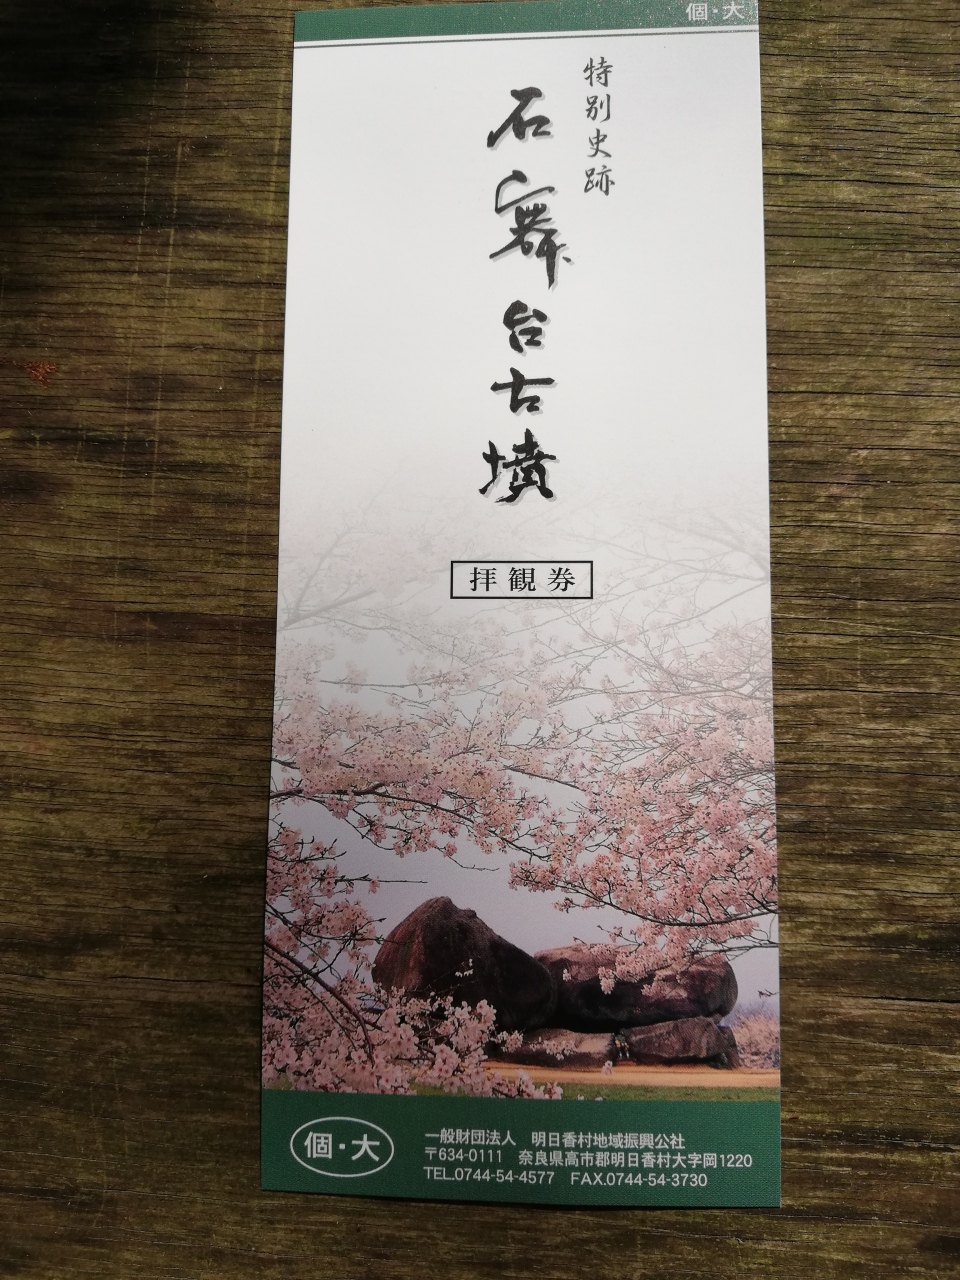 個・大
特別史跡
石舞台古墳
拝観券
個・大
一般財団法人　明日香村地域振興公社
〒634-0111　奈良県高市郡明日香村大字岡1220
TEL.0744-54-4577　FAX.0744-54-3730